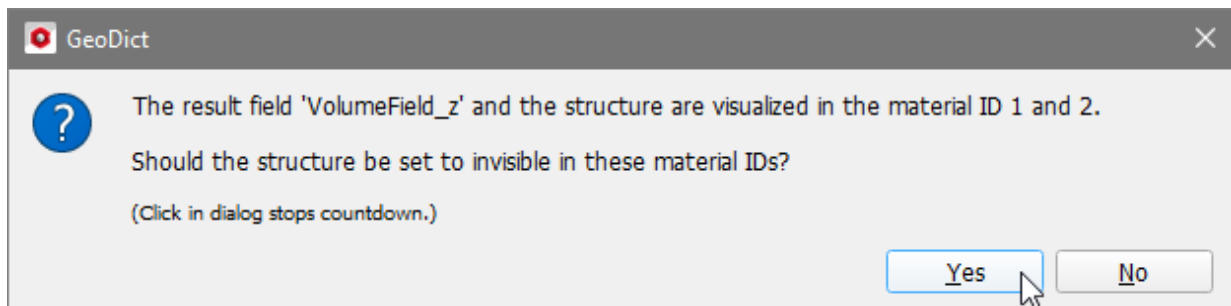 GeoDict
The result field 'VolumeField_z' and the structure are visualized in the material ID 1 and 2.
Should the structure be set to invisible in these material IDs?
(Click in dialog stops countdown.)
Yes No